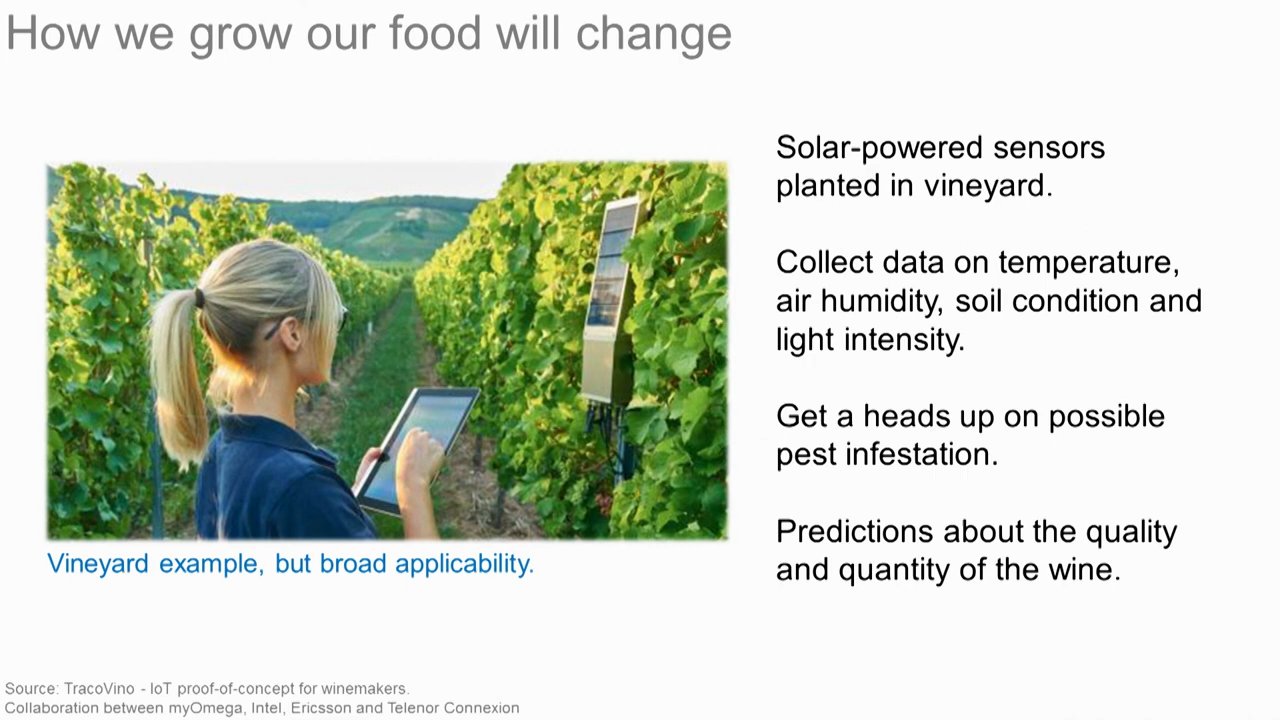 How we grow our food will change
Solar-powered sensors
planted in vineyard.
Collect data on temperature,
air humidity, soil condition and
light intensity.
Get a heads up on possible
pest infestation.
Predictions about the quality
and quantity of the wine.
Vineyard example, but broad applicability.
Source: TracoVino - IoT proof-of-concept for winemakers.
Collaboration between myOmega, Intel, Ericsson and Telenor Connexion